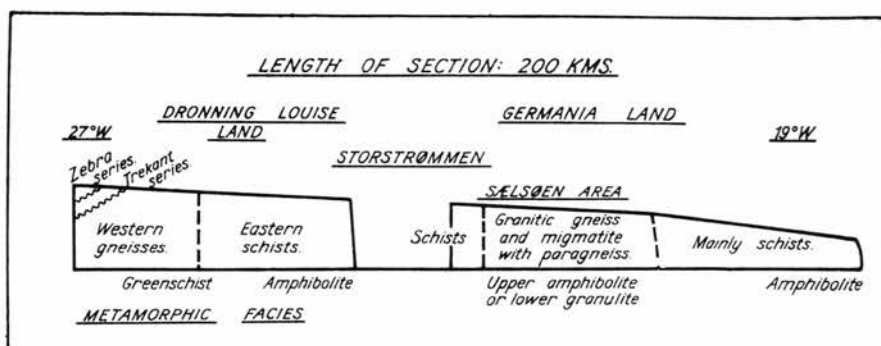 LENGTH OF SECTION: 200 KMS.
DRONNING LOUISE
LAND
GERMANIA LAND
27°W
19°W
STORSTRØMMEN
Zebra
series.
Trekant
series.
SÆLSØEN AREA
Western
gneisses.
Eastern
schists.
Schists
Granitic gneiss
and migmatite
with paragneiss.
Mainly schists.
Greenschist
Amphibolite
Upper amphibolite
or lower granulite
Amphibolite
METAMORPHIC FACIES